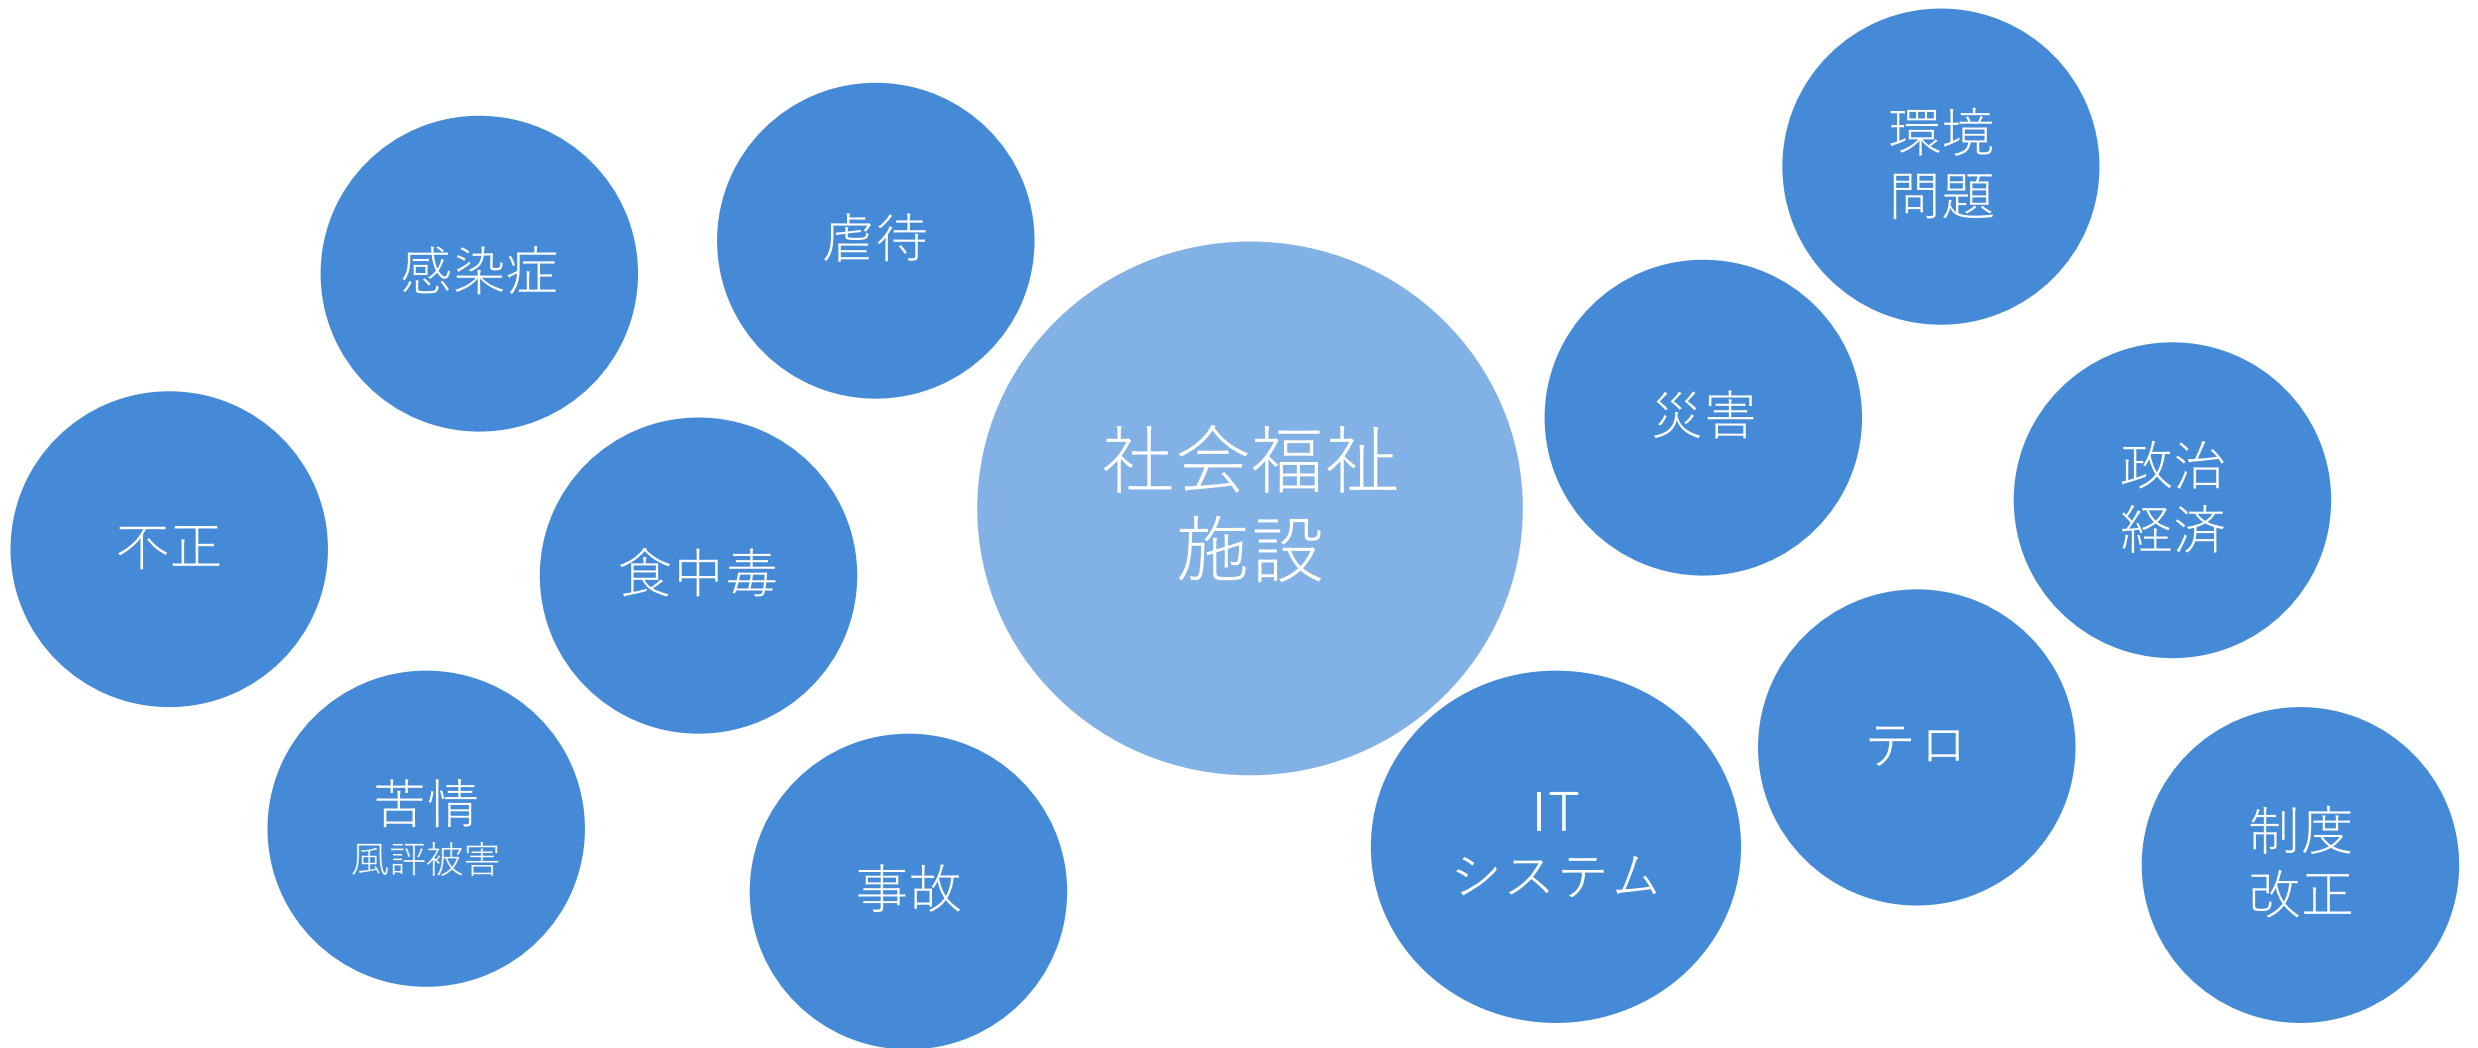 環境
問題
虐待
感染症
災害
社会福祉
施設
政治
経済
不正
食中毒
テロ
苦情
風評被害
IT
システム
事故
制度
改正